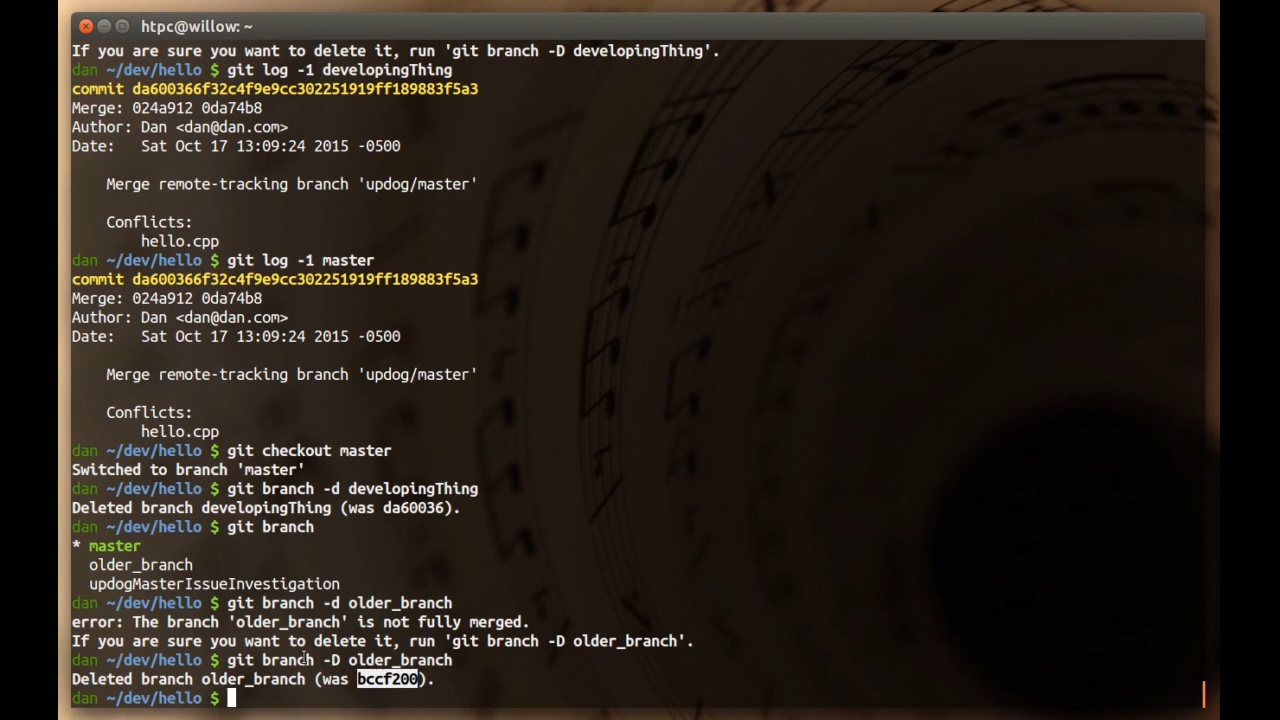 htpc@willow: ~
If you are sure you want to delete it, run 'git branch -D developingThing'.
dan ~/dev/hello $ git log -1 developingThing
commit da600366f32c4f9e9cc302251919ff189883f5a3
Merge: 024a912 0da74b8
Author: Dan <dan@dan.com>
Date:   Sat Oct 17 13:09:24 2015 -0500
    Merge remote-tracking branch 'updog/master'
    Conflicts:
        hello.cpp
dan ~/dev/hello $ git log -1 master
commit da600366f32c4f9e9cc302251919ff189883f5a3
Merge: 024a912 0da74b8
Author: Dan <dan@dan.com>
Date:   Sat Oct 17 13:09:24 2015 -0500
    Merge remote-tracking branch 'updog/master'
    Conflicts:
        hello.cpp
dan ~/dev/hello $ git checkout master
Switched to branch 'master'
dan ~/dev/hello $ git branch -d developingThing
Deleted branch developingThing (was da60036).
dan ~/dev/hello $ git branch
* master
  older_branch
  updogMasterIssueInvestigation
dan ~/dev/hello $ git branch -d older_branch
error: The branch 'older_branch' is not fully merged.
If you are sure you want to delete it, run 'git branch -D older_branch'.
dan ~/dev/hello $ git branch -D older_branch
Deleted branch older_branch (was bccf200).
dan ~/dev/hello $